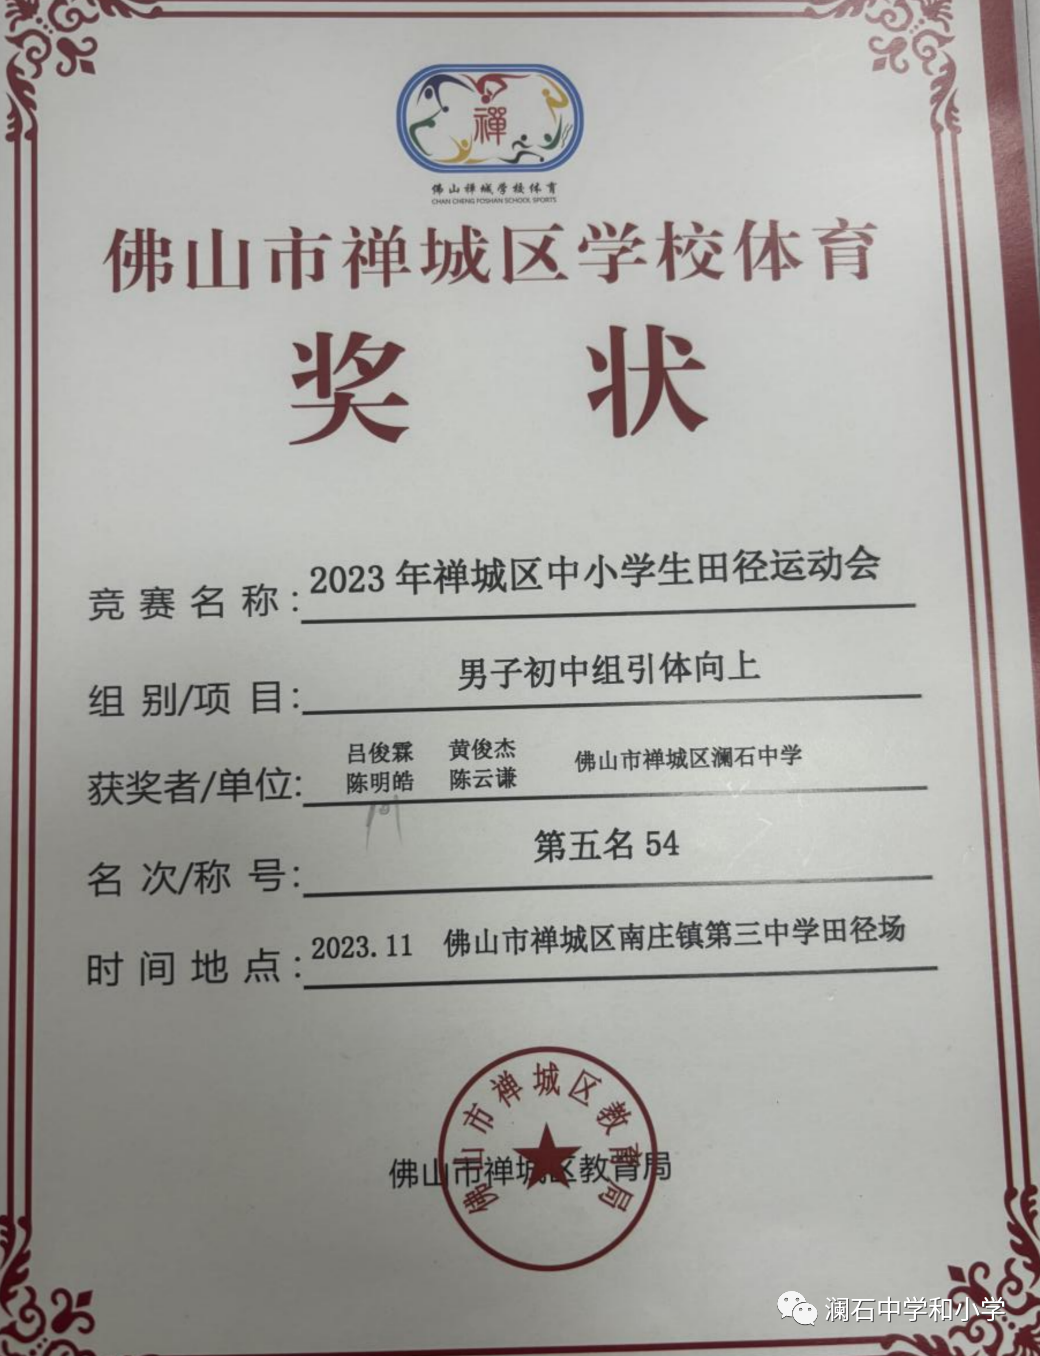 禪
佛山禅城学校体育
CHAN CHENG FOSHAN SCHOOL SPORTS
佛山市禅城区学校体育
奖 状
竞赛名称：2023年禅城区中小学生田径运动会
组别/项目：男子初中组引体向上
获奖者/单位：吕俊霖 黄俊杰 佛山市禅城区澜石中学
陈明皓 陈云谦
名次/称号：第五名54
时间地点：2023.11 佛山市禅城区南庄镇第三中学田径场
佛山市禅城区教育局
佛山市禅城区教育局
澜石中学和小学